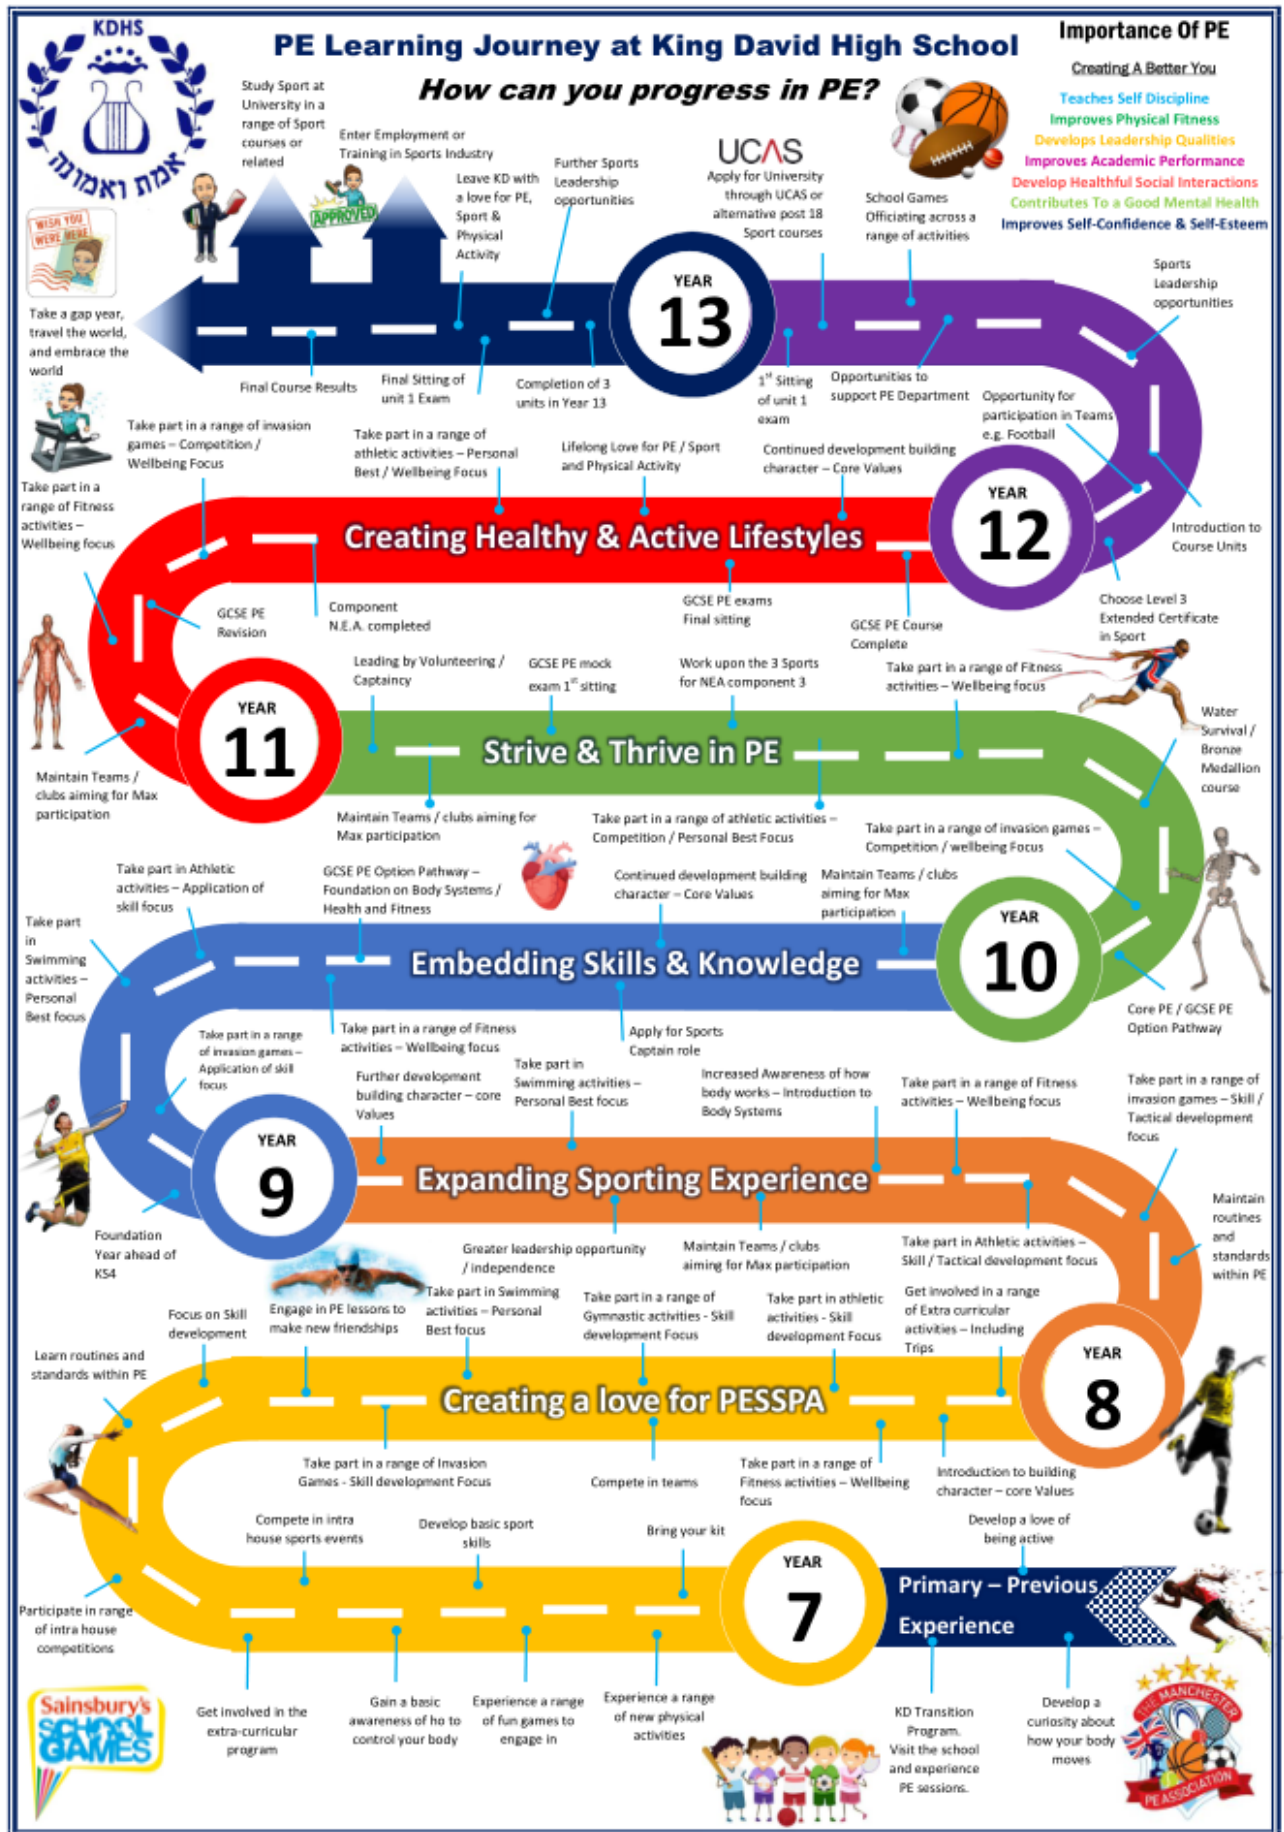 KDHS
אמת ואמונה
PE Learning Journey at King David High School
How can you progress in PE?
Importance Of PE
Creating A Better You
Teaches Self Discipline
Improves Physical Fitness
Develops Leadership Qualities
Improves Academic Performance
Develop Healthful Social Interactions
Contributes To a Good Mental Health
Improves Self-Confidence & Self-Esteem
Study Sport at
University in a
range of Sport
courses or
related
Enter Employment or
Training in Sports Industry
APPROVED
Leave KD with
a love for PE,
Sport &
Physical
Activity
Further Sports
Leadership
opportunities
UCAS
Apply for University
through UCAS or
alternative post 18
Sport courses
School Games
Officiating across a
range of activities
Sports
Leadership
opportunities
WISH YOU
WERE HERE
Take a gap year,
travel the world,
and embrace the
world
YEAR
13
Final Course Results
Final Sitting of
unit 1 Exam
Completion of 3
units in Year 13
1st Sitting
of unit 1
exam
Opportunities to
support PE Department
Opportunity for
participation in Teams
e.g. Football
Introduction to
Course Units
Choose Level 3
Extended Certificate
in Sport
YEAR
12
Take part in a range of invasion
games – Competition /
Wellbeing Focus
Take part in a range of
athletic activities – Personal
Best / Wellbeing Focus
Lifelong Love for PE / Sport
and Physical Activity
Continued development building
character – Core Values
Take part in a
range of Fitness
activities –
Wellbeing focus
Creating Healthy & Active Lifestyles
GCSE PE
Revision
Component
N.E.A. completed
GCSE PE exams
Final sitting
GCSE PE Course
Complete
Maintain Teams /
clubs aiming for Max
participation
YEAR
11
Leading by Volunteering /
Captaincy
GCSE PE mock
exam 1st sitting
Work upon the 3 Sports
for NEA component 3
Take part in a range of Fitness
activities – Wellbeing focus
Water
Survival /
Bronze
Medallion
course
Strive & Thrive in PE
Maintain Teams / clubs aiming for
Max participation
Take part in a range of athletic activities –
Competition / Personal Best Focus
Take part in a range of invasion games –
Competition / wellbeing Focus
Core PE / GCSE PE
Option Pathway
YEAR
10
Take part in Athletic
activities – Application of
skill focus
GCSE PE Option Pathway –
Foundation on Body Systems /
Health and Fitness
Continued development building
character – Core Values
Maintain Teams / clubs
aiming for Max
participation
Take part
in
Swimming
activities –
Personal
Best focus
Embedding Skills & Knowledge
Take part in a range
of invasion games –
Application of skill
focus
Take part in a range of Fitness
activities – Wellbeing focus
Apply for Sports
Captain role
Foundation
Year ahead of
KS4
YEAR
9
Further development
building character – core
Values
Take part in
Swimming activities –
Personal Best focus
Increased Awareness of how
body works – Introduction to
Body Systems
Take part in a range of Fitness
activities – Wellbeing focus
Take part in a range of
invasion games – Skill /
Tactical development
focus
Expanding Sporting Experience
Maintain
routines
and
standards
within PE
Greater leadership opportunity
/ independence
Maintain Teams / clubs
aiming for Max participation
Take part in Athletic activities –
Skill / Tactical development focus
YEAR
8
Learn routines and
standards within PE
Focus on Skill
development
Engage in PE lessons to
make new friendships
Take part in Swimming
activities – Personal
Best focus
Take part in a range of
Gymnastic activities - Skill
development Focus
Take part in athletic
activities - Skill
development Focus
Get involved in a range
of Extra curricular
activities – Including
Trips
Creating a love for PESSPA
Take part in a range of Invasion
Games - Skill development Focus
Compete in teams
Take part in a range of
Fitness activities – Wellbeing
focus
Introduction to building
character – core Values
Participate in range
of intra house
competitions
Compete in intra
house sports events
Develop basic sport
skills
Bring your kit
Develop a love of
being active
YEAR
7
Primary – Previous
Experience
Get involved in the
extra-curricular
program
Gain a basic
awareness of ho to
control your body
Experience a range
of fun games to
engage in
Experience a range
of new physical
activities
KD Transition
Program.
Visit the school
and experience
PE sessions.
Develop a
curiosity about
how your body
moves
Sainsbury's
SCHOOL
GAMES
THE MANCHESTER
PE ASSOCIATION